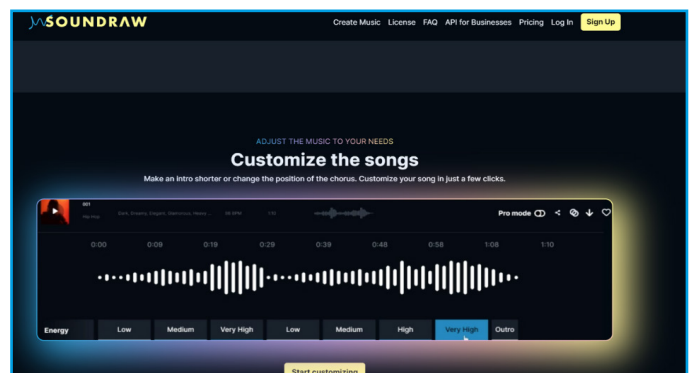 SOUNDRAW
Create Music License FAQ API for Businesses Pricing Log In Sign Up
ADJUST THE MUSIC TO YOUR NEEDS
Customize the songs
Make an intro shorter or change the position of the chorus. Customize your song in just a few clicks.
001
Hip Hop
Pro mode
0:00 0:09 0:19 0:29 0:39 0:48 0:58 1:08 1:10
Energy Low Medium Very High Low Medium High Very High Outro
Start customizing